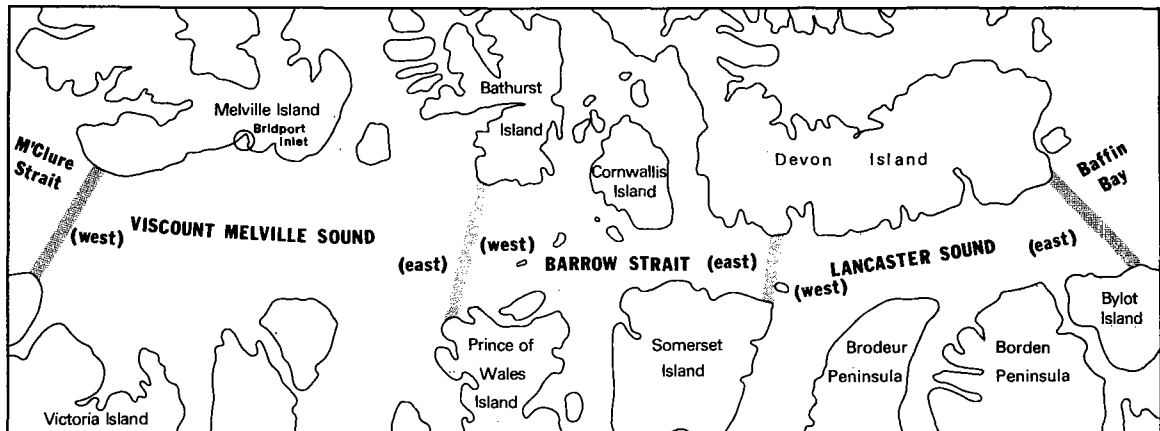 Melville Island
Bridport
Inlet
M'Clure
Strait
(west)
VISCOUNT MELVILLE SOUND
(east)
Victoria Island
Bathurst
Island
Cornwallis
Island
(west)
BARROW STRAIT
(east)
Prince of
Wales
Island
Somerset
Island
Devon Island
Baffin
Bay
(west)
LANCASTER SOUND
(east)
Brodeur
Peninsula
Borden
Peninsula
Bylot
Island